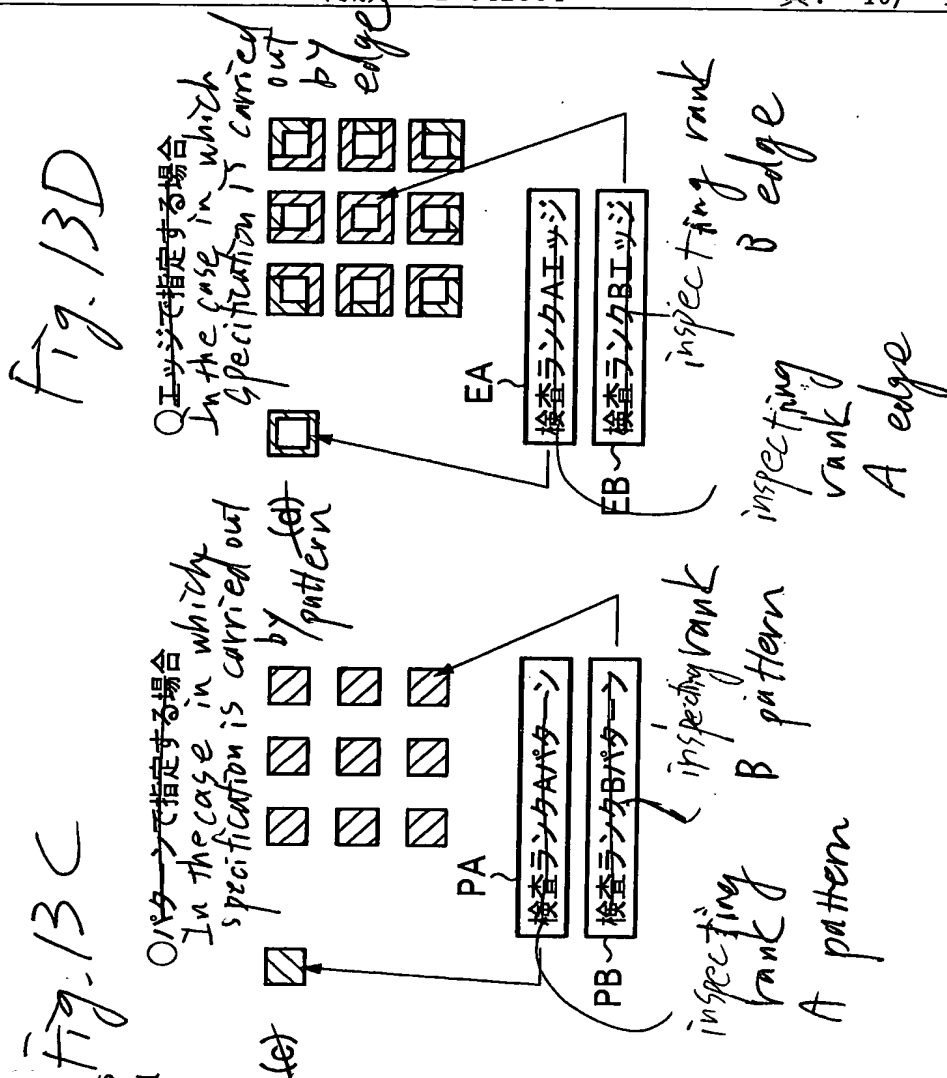 Fig. 13C
(c)
○パターンで指定する場合
In the case in which
specification is carried out
by
pattern
PA
検査ランクAパターン
PB
検査ランクBパターン
inspecting
rank
A pattern
inspecting rank
B pattern
Fig. 13D
(d)
○エッジで指定する場合
In the case in which
specification is carried
out
by
edge
EA
検査ランクAエッジ
EB
検査ランクBエッジ
inspecting
rank
A edge
inspecting rank
B edge